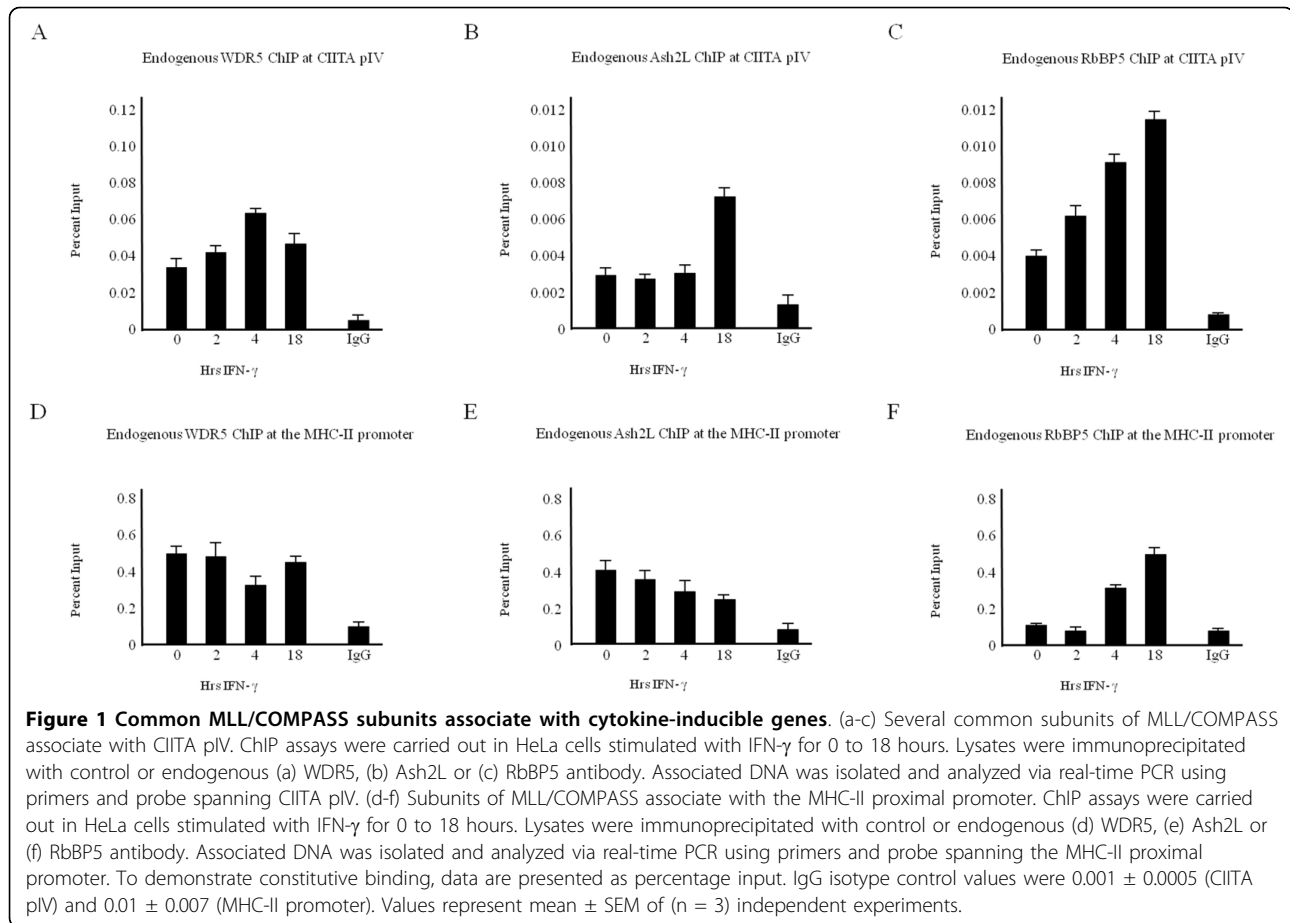 A
Endogenous WDR5 ChIP at CIITA pIV
Percent Input
0.12
0.10
0.08
0.06
0.04
0.02
0
0 2 4 18 IgG
Hrs IFN-γ
B
Endogenous Ash2L ChIP at CIITA pIV
Percent Input
0.012
0.010
0.008
0.006
0.004
0.002
0
0 2 4 18 IgG
Hrs IFN-γ
C
Endogenous RbBP5 ChIP at CIITA pIV
Percent Input
0.012
0.010
0.008
0.006
0.004
0.002
0
0 2 4 18 IgG
Hrs IFN-γ
D
Endogenous WDR5 ChIP at the MHC-II promoter
Percent Input
0.8
0.6
0.4
0.2
0
0 2 4 18 IgG
Hrs IFN-γ
E
Endogenous Ash2L ChIP at the MHC-II promoter
Percent Input
0.8
0.6
0.4
0.2
0
0 2 4 18 IgG
Hrs IFN-γ
F
Endogenous RbBP5 ChIP at the MHC-II promoter
Percent Input
0.8
0.6
0.4
0.2
0
0 2 4 18 IgG
Hrs IFN-γ
Figure 1 Common MLL/COMPASS subunits associate with cytokine-inducible genes. (a-c) Several common subunits of MLL/COMPASS
associate with CIITA pIV. ChIP assays were carried out in HeLa cells stimulated with IFN-γ for 0 to 18 hours. Lysates were immunoprecipitated
with control or endogenous (a) WDR5, (b) Ash2L or (c) RbBP5 antibody. Associated DNA was isolated and analyzed via real-time PCR using
primers and probe spanning CIITA pIV. (d-f) Subunits of MLL/COMPASS associate with the MHC-II proximal promoter. ChIP assays were carried
out in HeLa cells stimulated with IFN-γ for 0 to 18 hours. Lysates were immunoprecipitated with control or endogenous (d) WDR5, (e) Ash2L or
(f) RbBP5 antibody. Associated DNA was isolated and analyzed via real-time PCR using primers and probe spanning the MHC-II proximal
promoter. To demonstrate constitutive binding, data are presented as percentage input. IgG isotype control values were 0.001 ± 0.0005 (CIITA
pIV) and 0.01 ± 0.007 (MHC-II promoter). Values represent mean ± SEM of (n = 3) independent experiments.